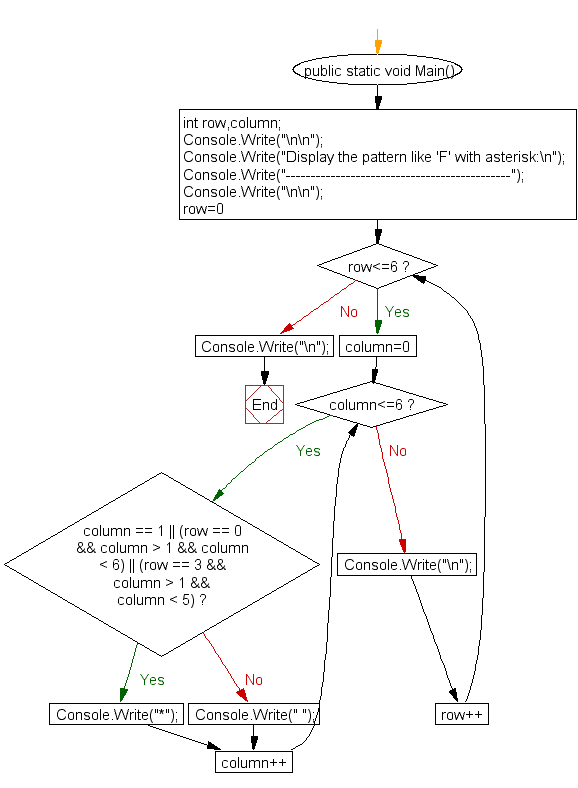 public static void Main()
int row,column;
Console.Write("\n\n");
Console.Write("Display the pattern like 'F' with asterisk:\n");
Console.Write("---------------------------------------------");
Console.Write("\n\n");
row=0
row<=6 ?
No
Yes
Console.Write("\n");
column=0
End
column<=6 ?
Yes
No
column == 1 || (row == 0
&& column > 1 && column
< 6) || (row == 3 &&
column > 1 &&
column < 5) ?
Console.Write("\n");
Yes
No
Console.Write("*");
Console.Write(" ");
row++
column++